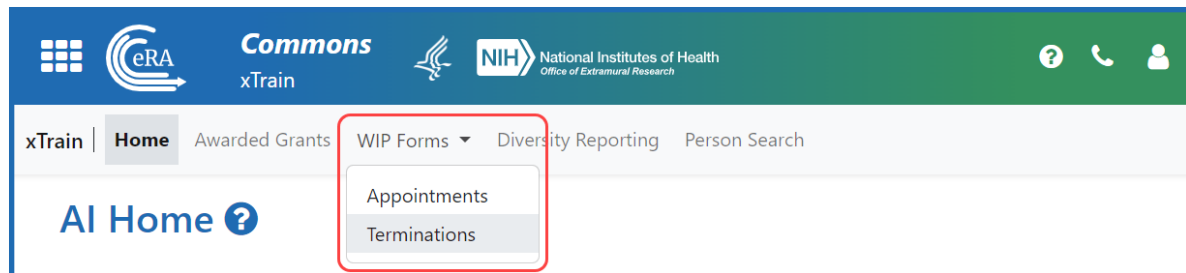 eRA
Commons
xTrain
NIH National Institutes of Health
Office of Extramural Research
xTrain Home Awarded Grants WIP Forms Diversity Reporting Person Search
Appointments
Terminations
AI Home